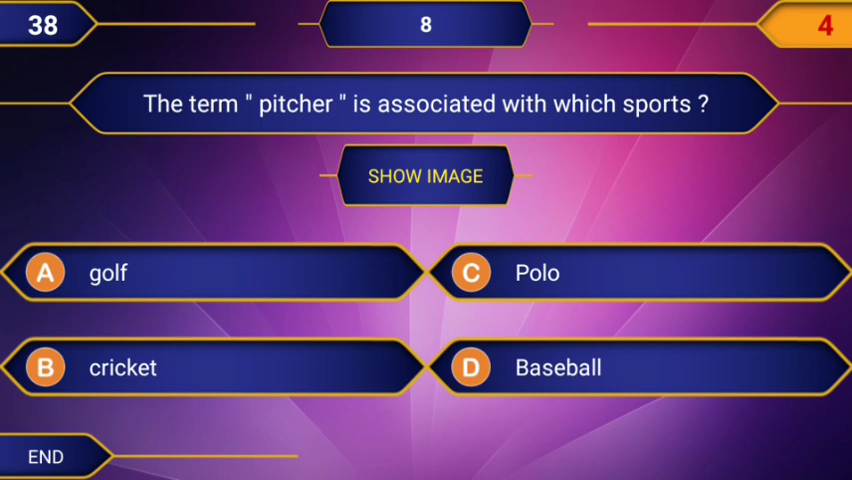 38
8
4
The term " pitcher " is associated with which sports ?
SHOW IMAGE
A golf
C Polo
B cricket
D Baseball
END